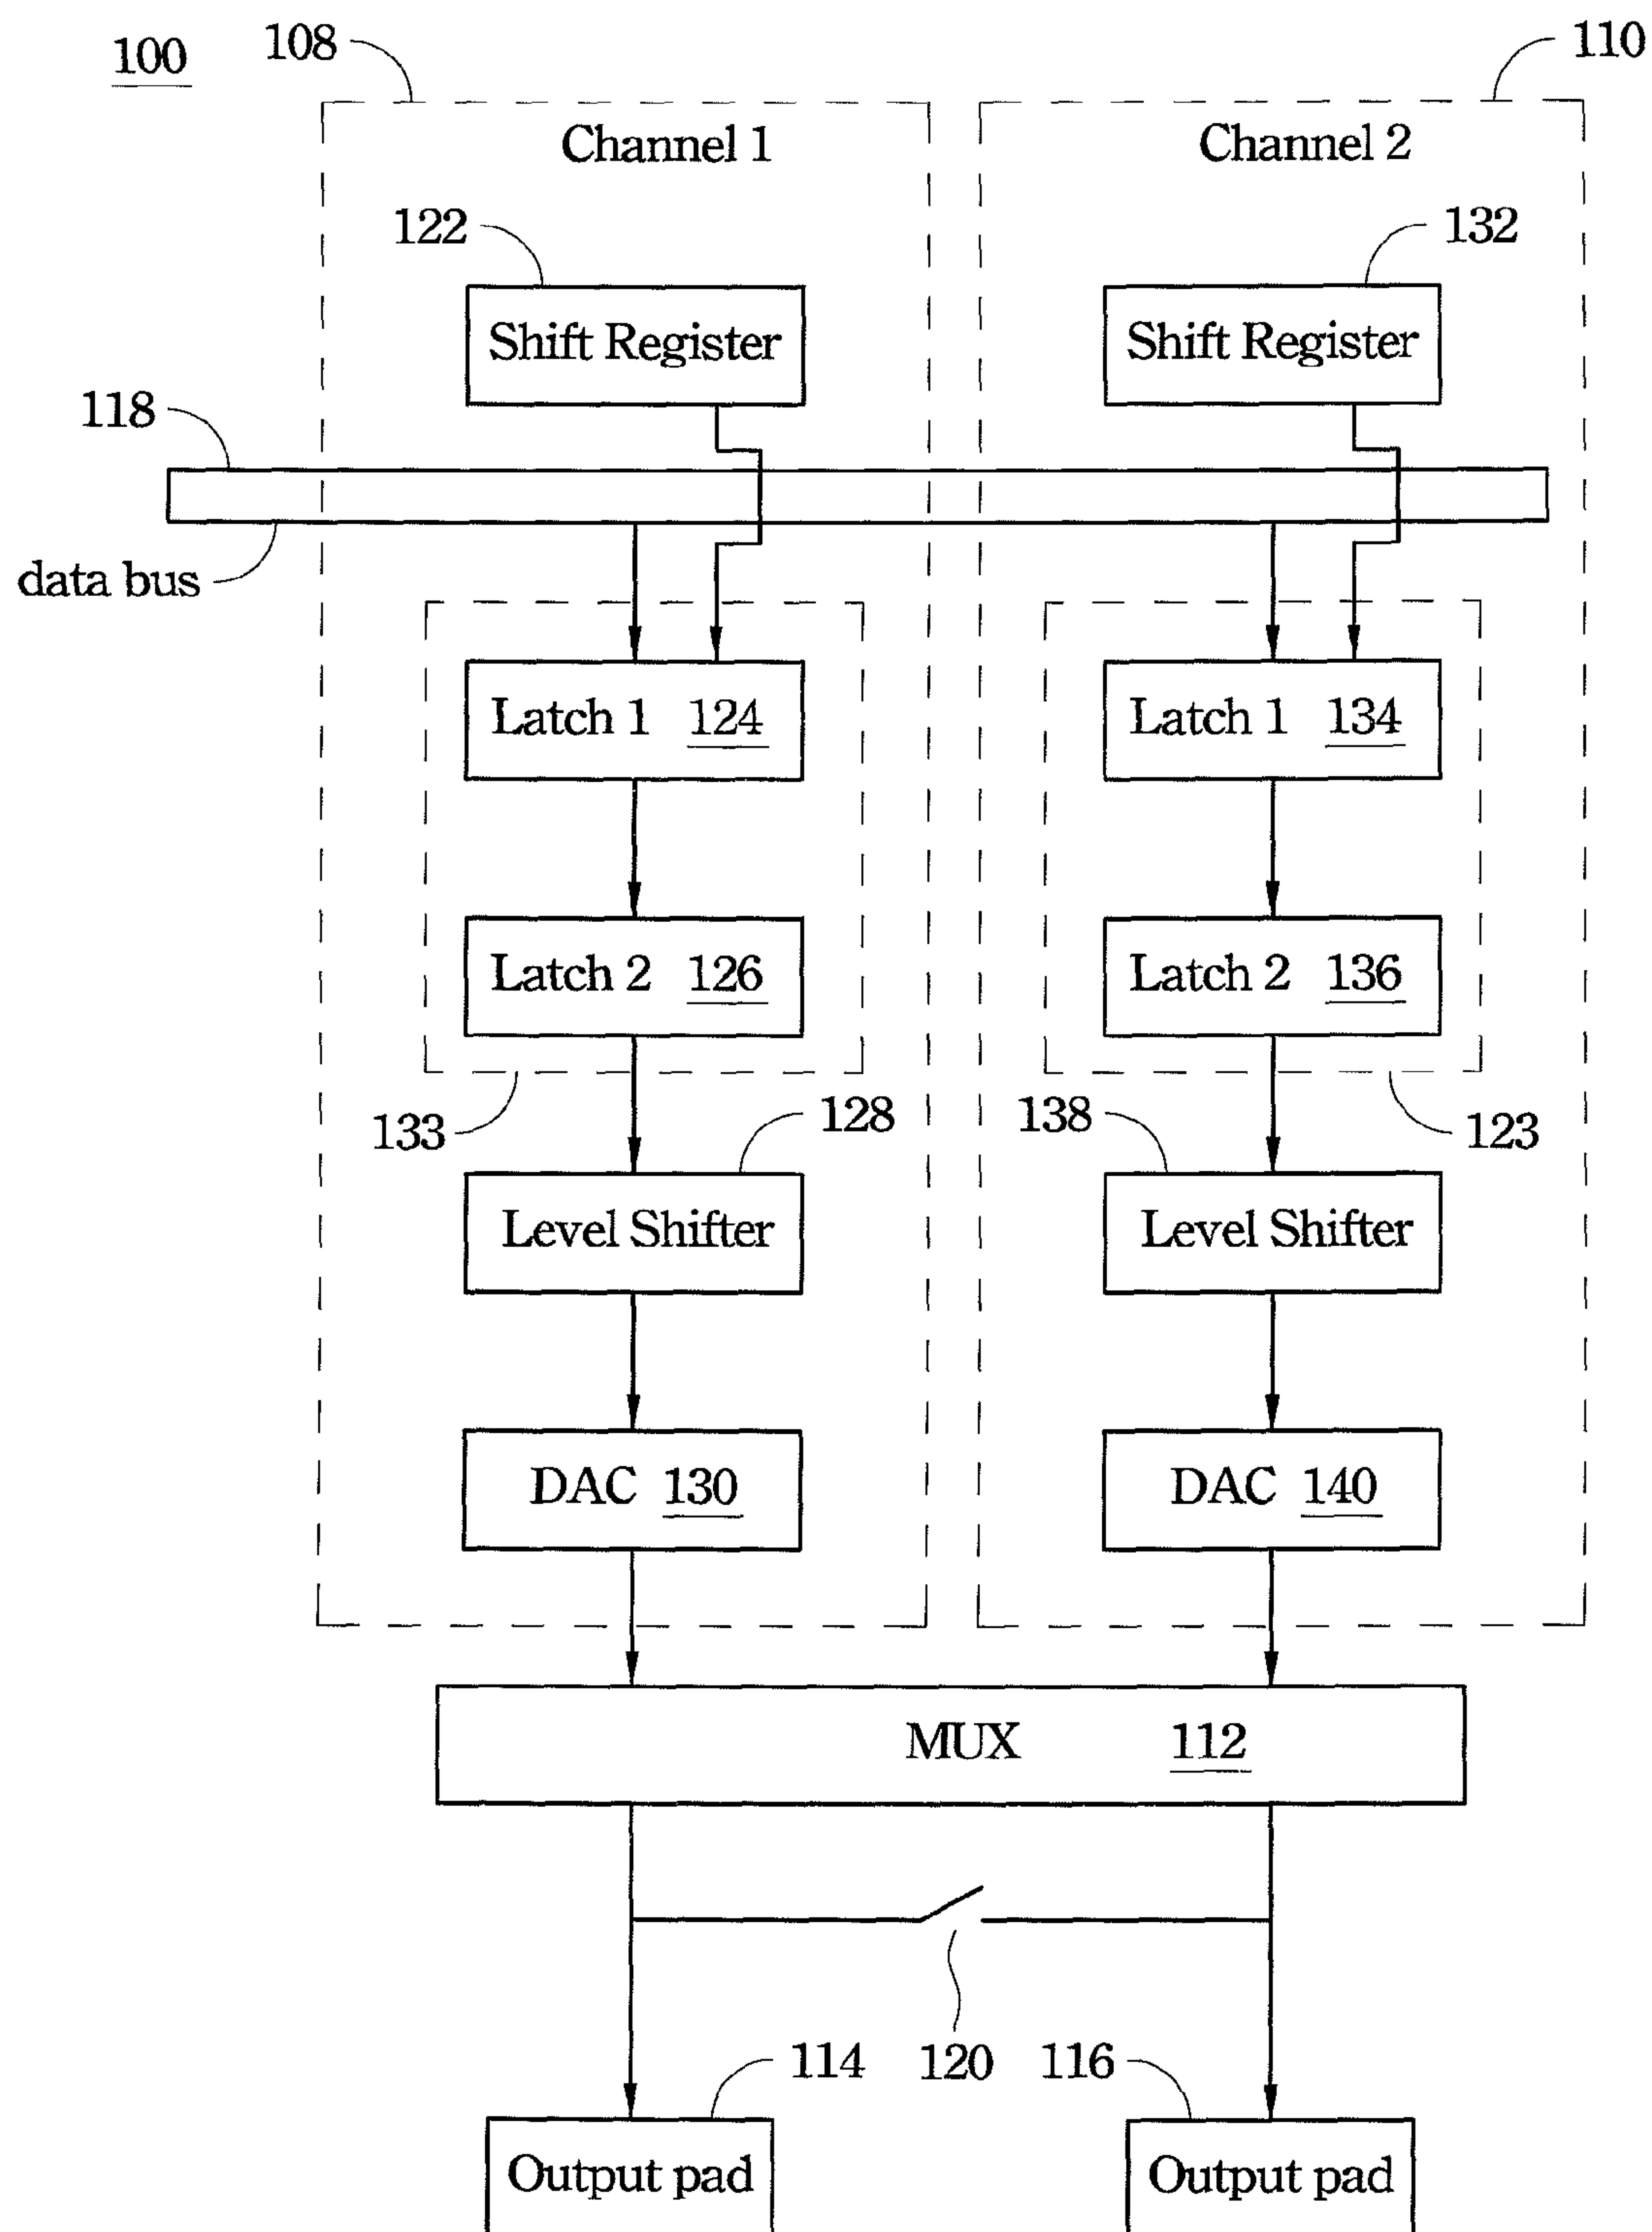 100
108
110
Channel 1
Channel 2
122
132
Shift Register
Shift Register
118
data bus
Latch 1 124
Latch 1 134
Latch 2 126
Latch 2 136
133
128
138
123
Level Shifter
Level Shifter
DAC 130
DAC 140
MUX 112
114
120
116
Output pad
Output pad